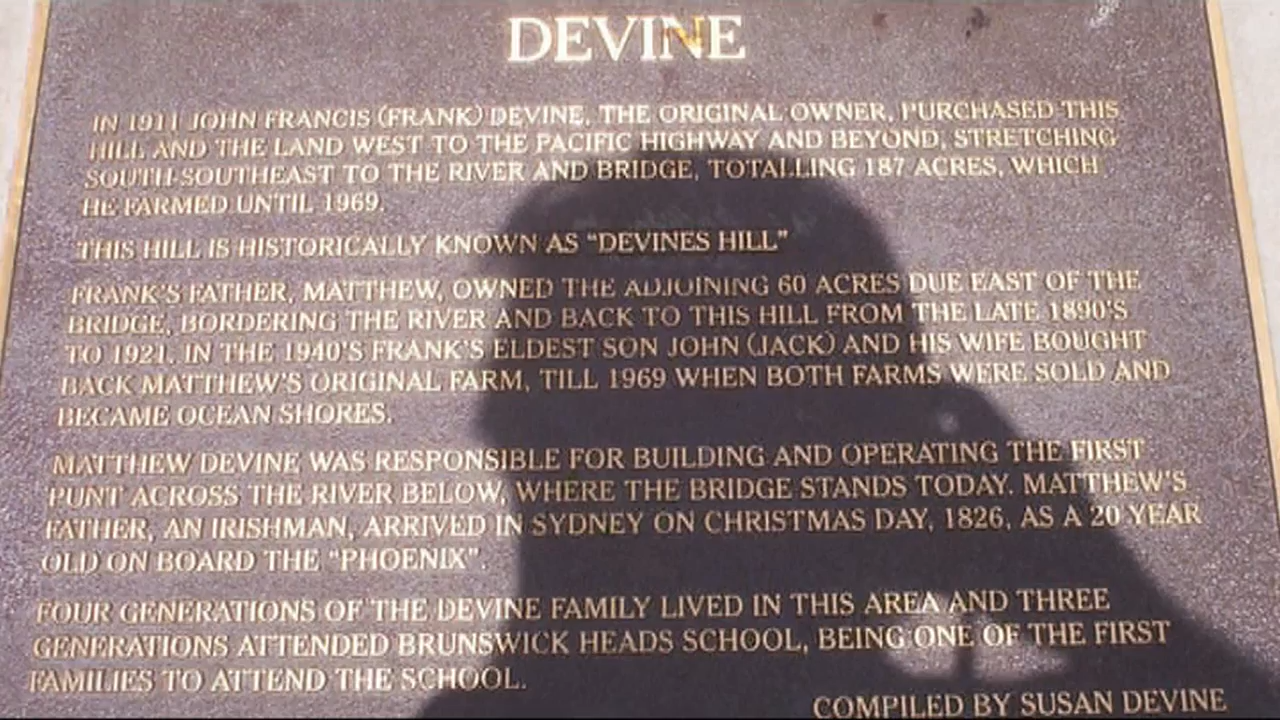 DEVINE
IN 1911 JOHN FRANCIS (FRANK) DEVINE, THE ORIGINAL OWNER, PURCHASED THIS
HILL AND THE LAND WEST TO THE PACIFIC HIGHWAY AND BEYOND, STRETCHING
SOUTH-SOUTHEAST TO THE RIVER AND BRIDGE, TOTALLING 187 ACRES, WHICH
HE FARMED UNTIL 1969.
THIS HILL IS HISTORICALLY KNOWN AS “DEVINES HILL”
FRANK'S FATHER, MATTHEW, OWNED THE ADJOINING 60 ACRES DUE EAST OF THE
BRIDGE, BORDERING THE RIVER AND BACK TO THIS HILL FROM THE LATE 1890'S
TO 1921. IN THE 1940'S FRANK'S ELDEST SON JOHN (JACK) AND HIS WIFE BOUGHT
BACK MATTHEW'S ORIGINAL FARM, TILL 1969 WHEN BOTH FARMS WERE SOLD AND
BECAME OCEAN SHORES.
MATTHEW DEVINE WAS RESPONSIBLE FOR BUILDING AND OPERATING THE FIRST
PUNT ACROSS THE RIVER BELOW, WHERE THE BRIDGE STANDS TODAY. MATTHEW'S
FATHER, AN IRISHMAN, ARRIVED IN SYDNEY ON CHRISTMAS DAY, 1826, AS A 20 YEAR
OLD ON BOARD THE “PHOENIX”.
FOUR GENERATIONS OF THE DEVINE FAMILY LIVED IN THIS AREA AND THREE
GENERATIONS ATTENDED BRUNSWICK HEADS SCHOOL, BEING ONE OF THE FIRST
FAMILIES TO ATTEND THE SCHOOL.
COMPILED BY SUSAN DEVINE